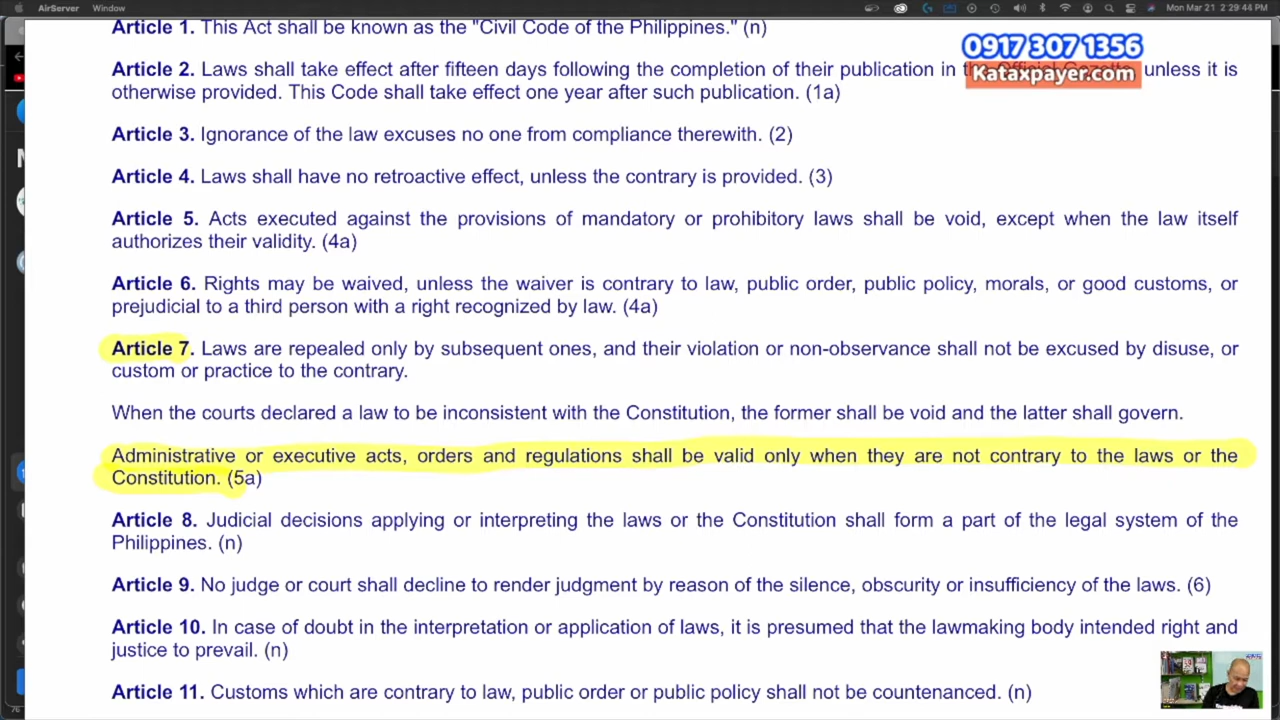 AirServer Window Mon Mar 21 2:29:44 PM
Article 1. This Act shall be known as the "Civil Code of the Philippines." (n)
0917 307 1356
Kataxpayer.com
Article 2. Laws shall take effect after fifteen days following the completion of their publication in unless it is
otherwise provided. This Code shall take effect one year after such publication. (1a)
Article 3. Ignorance of the law excuses no one from compliance therewith. (2)
Article 4. Laws shall have no retroactive effect, unless the contrary is provided. (3)
Article 5. Acts executed against the provisions of mandatory or prohibitory laws shall be void, except when the law itself
authorizes their validity. (4a)
Article 6. Rights may be waived, unless the waiver is contrary to law, public order, public policy, morals, or good customs, or
prejudicial to a third person with a right recognized by law. (4a)
Article 7. Laws are repealed only by subsequent ones, and their violation or non-observance shall not be excused by disuse, or
custom or practice to the contrary.
When the courts declared a law to be inconsistent with the Constitution, the former shall be void and the latter shall govern.
Administrative or executive acts, orders and regulations shall be valid only when they are not contrary to the laws or the
Constitution. (5a)
Article 8. Judicial decisions applying or interpreting the laws or the Constitution shall form a part of the legal system of the
Philippines. (n)
Article 9. No judge or court shall decline to render judgment by reason of the silence, obscurity or insufficiency of the laws. (6)
Article 10. In case of doubt in the interpretation or application of laws, it is presumed that the lawmaking body intended right and
justice to prevail. (n)
Article 11. Customs which are contrary to law, public order or public policy shall not be countenanced. (n)